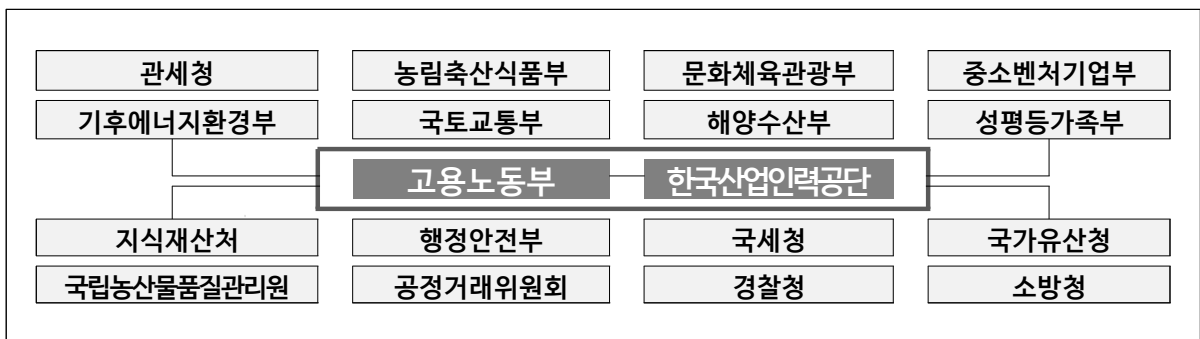 관세청 농림축산식품부 문화체육관광부 중소벤처기업부
기후에너지환경부 국토교통부 해양수산부 성평등가족부
고용노동부 한국산업인력공단
지식재산처 행정안전부 국세청 국가유산청
국립농산물품질관리원 공정거래위원회 경찰청 소방청